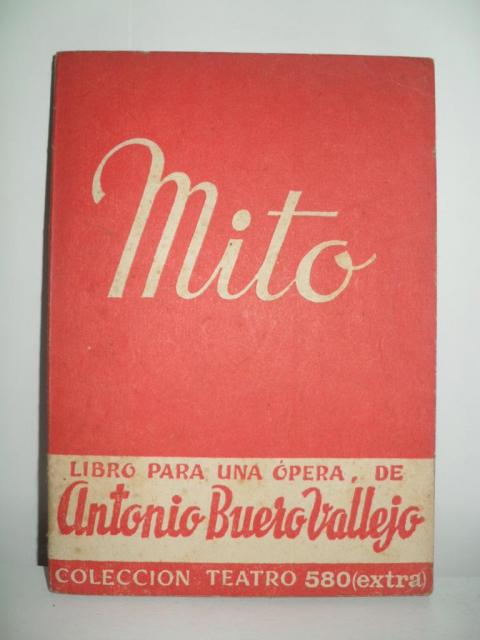 Mito
LIBRO PARA UNA ÓPERA, DE
Antonio Buero Vallejo
COLECCION TEATRO 580 (extra)